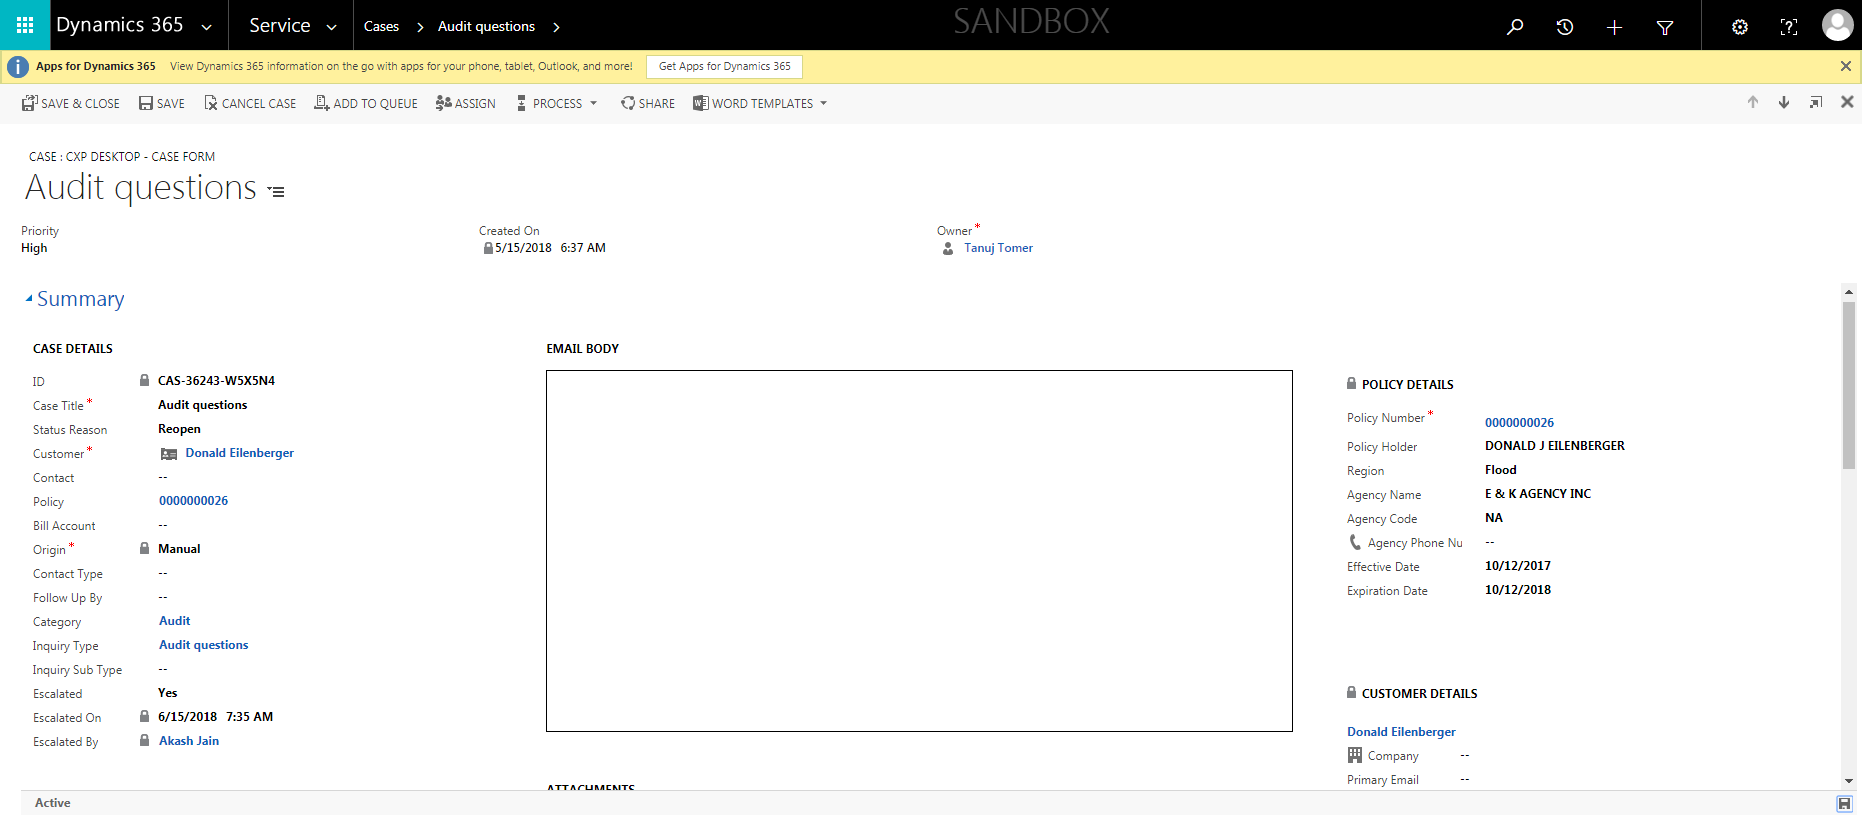 Dynamics 365 Service Cases Audit questions SANDBOX
Apps for Dynamics 365 View Dynamics 365 information on the go with apps for your phone, tablet, Outlook, and more! Get Apps for Dynamics 365
SAVE & CLOSE SAVE CANCEL CASE ADD TO QUEUE ASSIGN PROCESS SHARE WORD TEMPLATES
CASE : CXP DESKTOP - CASE FORM
Audit questions
Priority Created On Owner*
High 5/15/2018 6:37 AM Tanuj Tomer
Summary
CASE DETAILS
ID CAS-36243-W5X5N4
Case Title* Audit questions
Status Reason Reopen
Customer* Donald Eilenberger
Contact --
Policy 0000000026
Bill Account --
Origin* Manual
Contact Type --
Follow Up By --
Category Audit
Inquiry Type Audit questions
Inquiry Sub Type --
Escalated Yes
Escalated On 6/15/2018 7:35 AM
Escalated By Akash Jain
EMAIL BODY
ATTACHMENTS
POLICY DETAILS
Policy Number* 0000000026
Policy Holder DONALD J EILENBERGER
Region Flood
Agency Name E & K AGENCY INC
Agency Code NA
Agency Phone Nu --
Effective Date 10/12/2017
Expiration Date 10/12/2018
CUSTOMER DETAILS
Donald Eilenberger
Company --
Primary Email --
Active